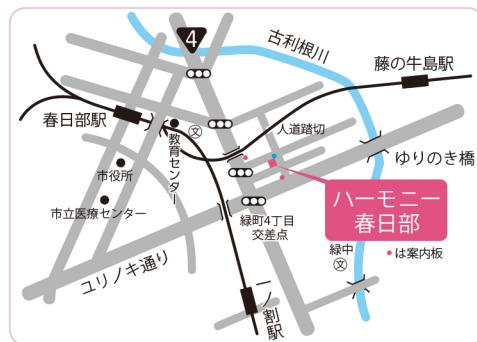 4
古利根川
藤の牛島駅
春日部駅
文
人道踏切
教育センター
ゆりのき橋
市役所
市立医療センター
ハーモニー
春日部
緑町4丁目
交差点
緑中
文
は案内板
ユリノキ通り
一ノ割駅